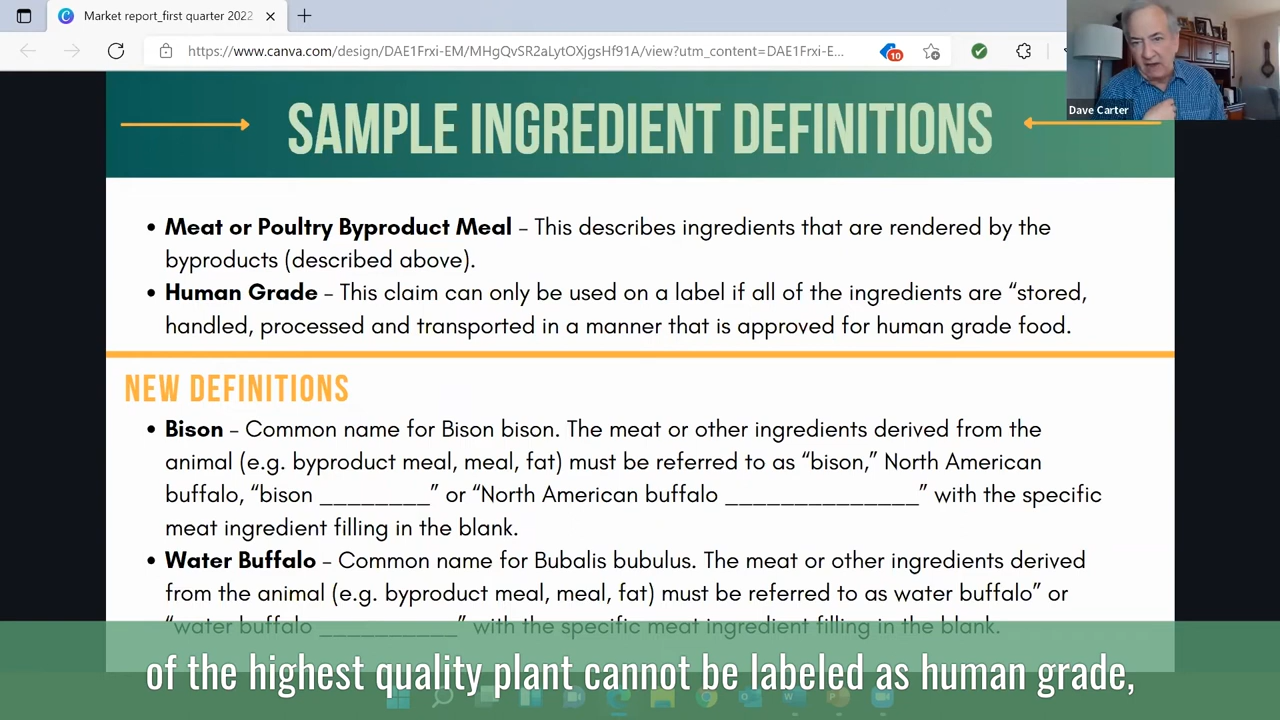 Market report_first quarter 2022
https://www.canva.com/design/DAE1Frxi-EM/MHgQvSR2aLytOXjgsHf91A/view?utm_content=DAE1Frxi-E...
10
Dave Carter
SAMPLE INGREDIENT DEFINITIONS
• Meat or Poultry Byproduct Meal – This describes ingredients that are rendered by the
byproducts (described above).
• Human Grade – This claim can only be used on a label if all of the ingredients are “stored,
handled, processed and transported in a manner that is approved for human grade food.
NEW DEFINITIONS
• Bison – Common name for Bison bison. The meat or other ingredients derived from the
animal (e.g. byproduct meal, meal, fat) must be referred to as “bison,” North American
buffalo, “bison ________” or “North American buffalo ______________” with the specific
meat ingredient filling in the blank.
• Water Buffalo – Common name for Bubalis bubulus. The meat or other ingredients derived
from the animal (e.g. byproduct meal, meal, fat) must be referred to as water buffalo” or
“water buffalo __________” with the specific meat ingredient filling in the blank.
of the highest quality plant cannot be labeled as human grade,